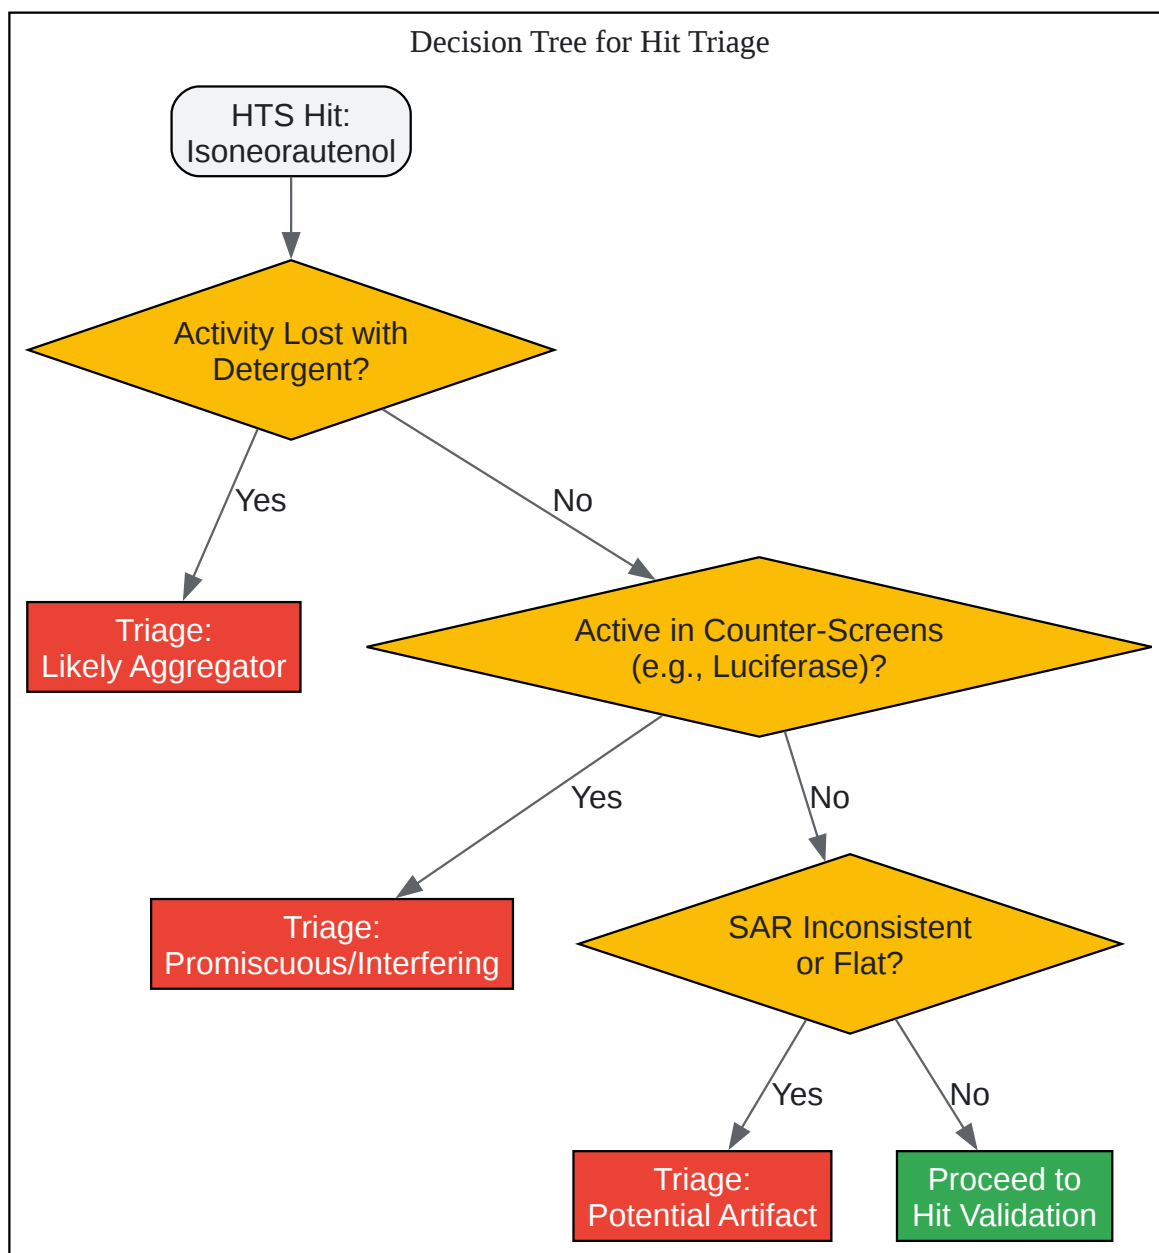 Decision Tree for Hit Triage
HTS Hit:
Isoneorautenol
Activity Lost with
Detergent?
Yes
No
Triage:
Likely Aggregator
Active in Counter-Screens
(e.g., Luciferase)?
Yes
No
Triage:
Promiscuous/Interfering
SAR Inconsistent
or Flat?
Yes
No
Triage:
Potential Artifact
Proceed to
Hit Validation